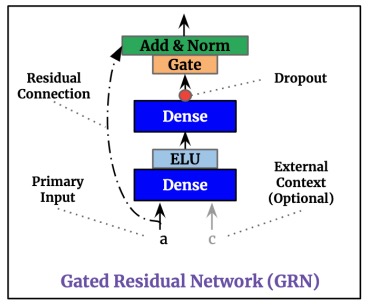 Add & Norm
Gate
Residual
Connection
Dropout
Dense
ELU
Dense
Primary
Input
External
Context
(Optional)
a
c
Gated Residual Network (GRN)